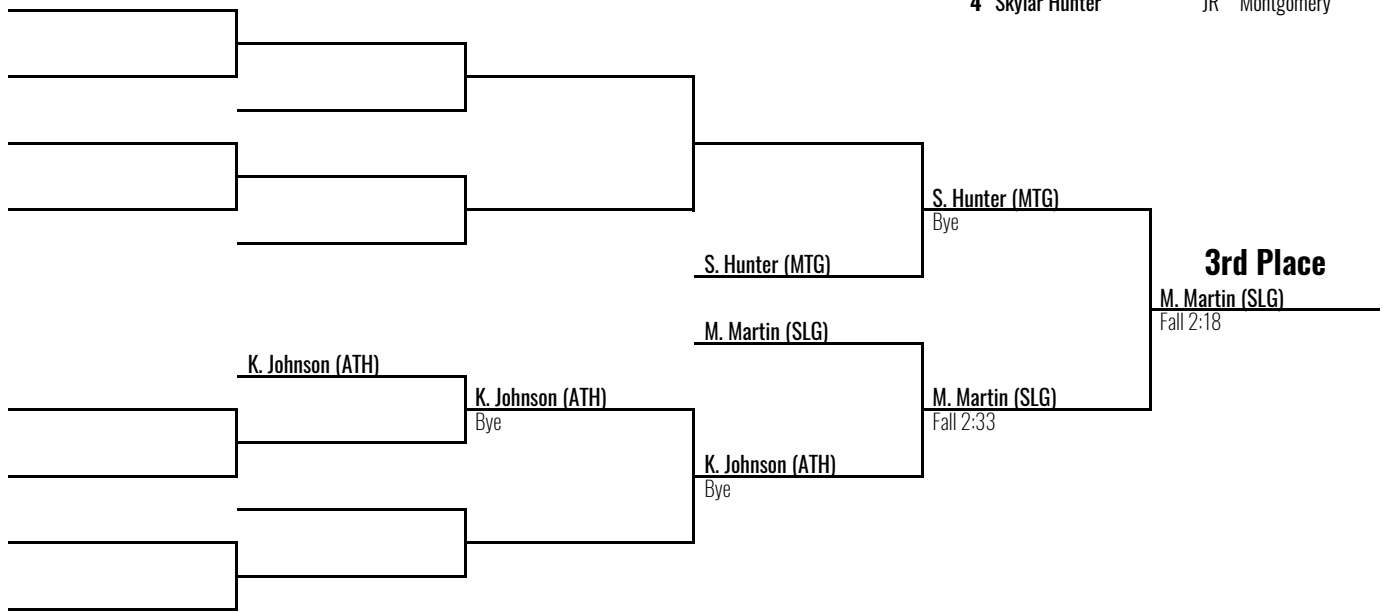 4 Skylar Hunter JR Montgomery
S. Hunter (MTG)
Bye
3rd Place
S. Hunter (MTG)
M. Martin (SLG)
Fall 2:18
M. Martin (SLG)
K. Johnson (ATH)
K. Johnson (ATH)
Bye
M. Martin (SLG)
Fall 2:33
K. Johnson (ATH)
Bye